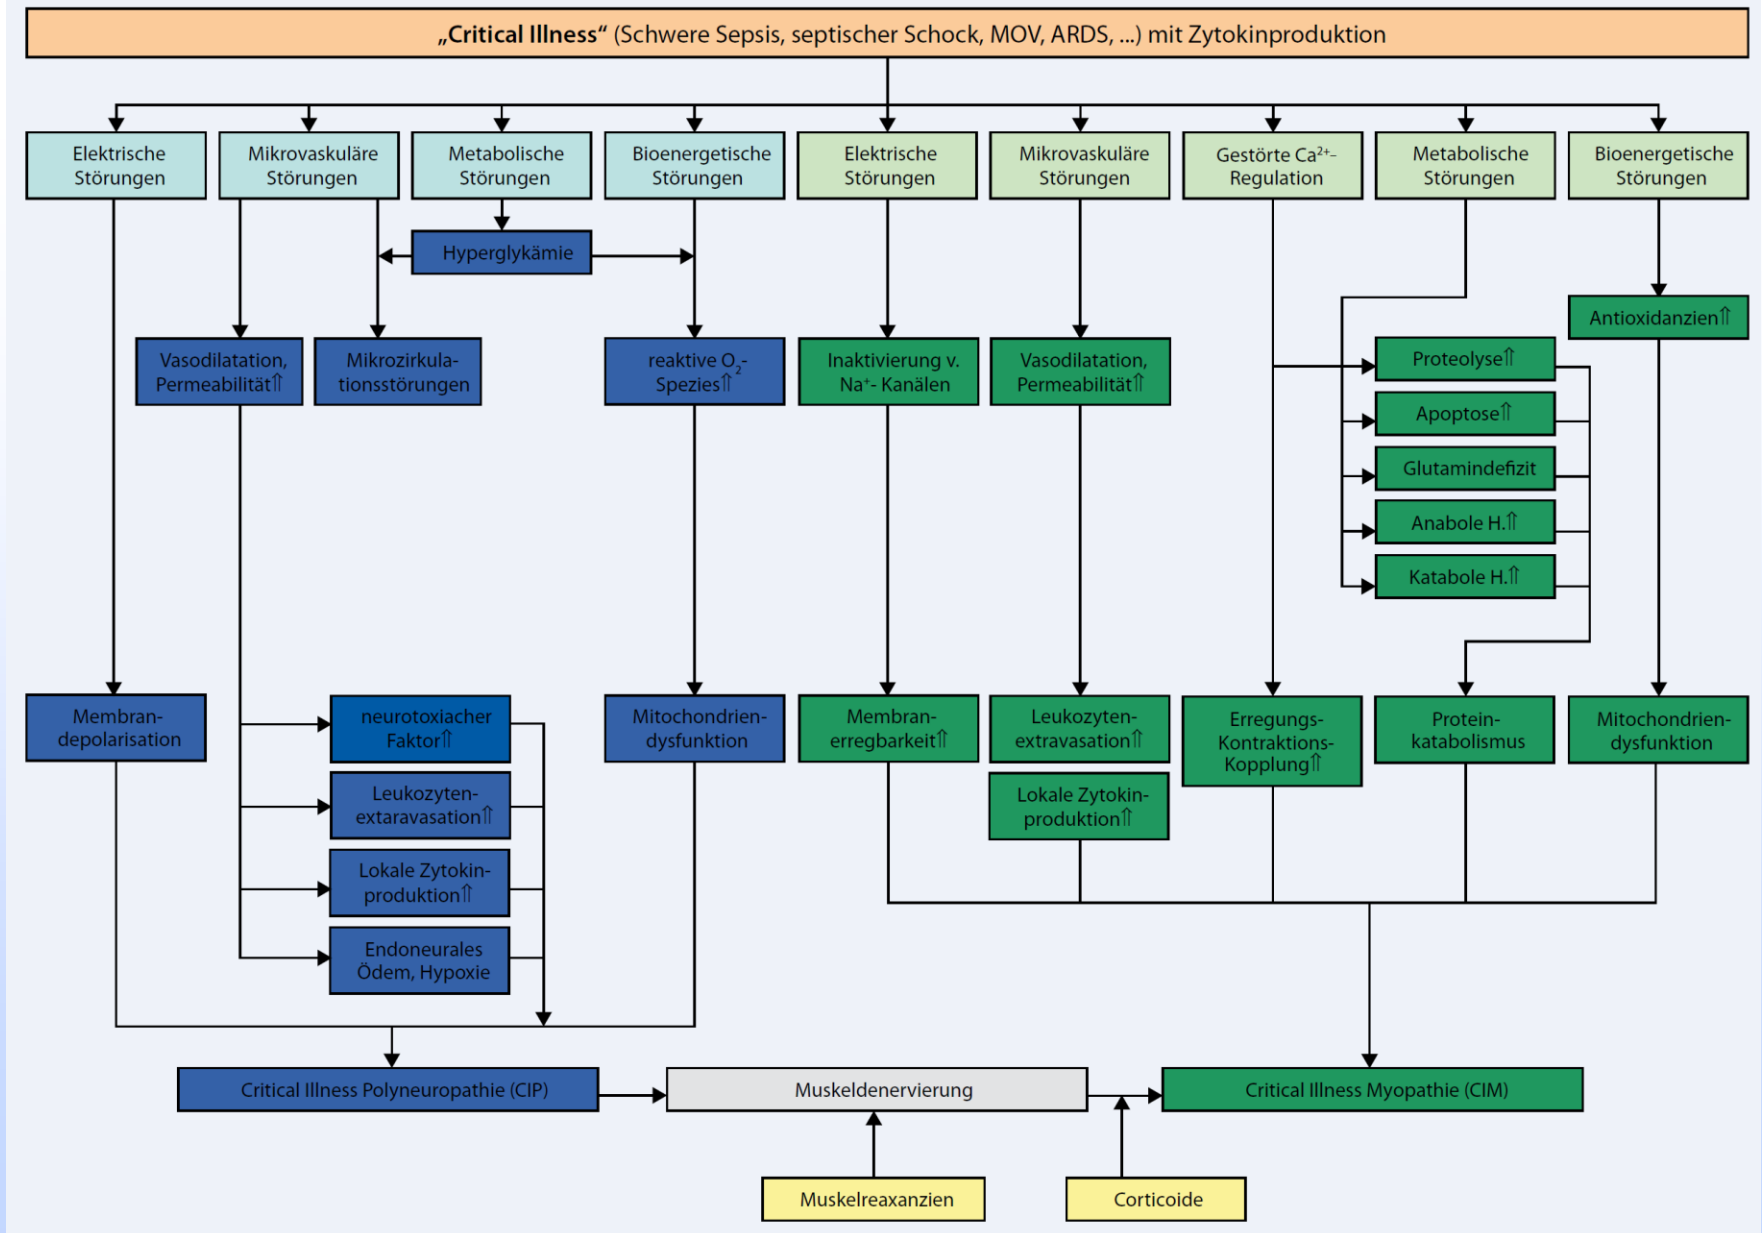 „Critical Illness“ (Schwere Sepsis, septischer Schock, MOV, ARDS, ...) mit Zytokinproduktion
Elektrische
Störungen
Mikrovaskuläre
Störungen
Metabolische
Störungen
Bioenergetische
Störungen
Elektrische
Störungen
Mikrovaskuläre
Störungen
Gestörte Ca²⁺-
Regulation
Metabolische
Störungen
Bioenergetische
Störungen
Hyperglykämie
Antioxidanzien⇑
Vasodilatation,
Permeabilität⇑
Mikrozirkula-
tionsstörungen
reaktive O₂-
Spezies⇑
Inaktivierung v.
Na⁺- Kanälen
Vasodilatation,
Permeabilität⇑
Proteolyse⇑
Apoptose⇑
Glutamindefizit
Anabole H.⇑
Katabole H.⇑
Membran-
depolarisation
neurotoxiacher
Faktor⇑
Leukozyten-
extaravasation⇑
Lokale Zytokin-
produktion⇑
Endoneurales
Ödem, Hypoxie
Mitochondrien-
dysfunktion
Membran-
erregbarkeit⇑
Leukozyten-
extravasation⇑
Lokale Zytokin-
produktion⇑
Erregungs-
Kontraktions-
Kopplung⇑
Protein-
katabolismus
Mitochondrien-
dysfunktion
Critical Illness Polyneuropathie (CIP)
Muskeldenervierung
Critical Illness Myopathie (CIM)
Muskelreaxanzien
Corticoide